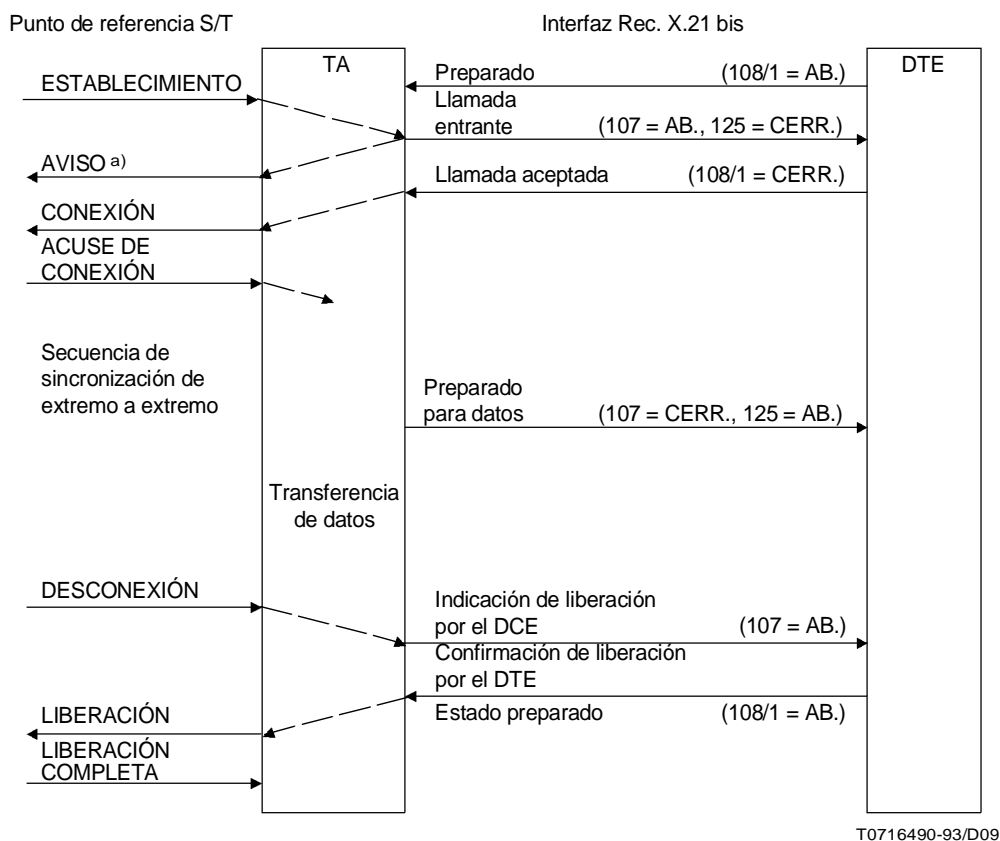 Punto de referencia S/T
Interfaz Rec. X.21 bis
TA
DTE
Preparado (108/1 = AB.)
ESTABLECIMIENTO
Llamada
entrante (107 = AB., 125 = CERR.)
AVISO a)
Llamada aceptada (108/1 = CERR.)
CONEXIÓN
ACUSE DE
CONEXIÓN
Secuencia de
sincronización de
extremo a extremo
Preparado
para datos (107 = CERR., 125 = AB.)
Transferencia
de datos
DESCONEXIÓN
Indicación de liberación
por el DCE (107 = AB.)
Confirmación de liberación
por el DTE
Estado preparado (108/1 = AB.)
LIBERACIÓN
LIBERACIÓN
COMPLETA
T0716490-93/D09